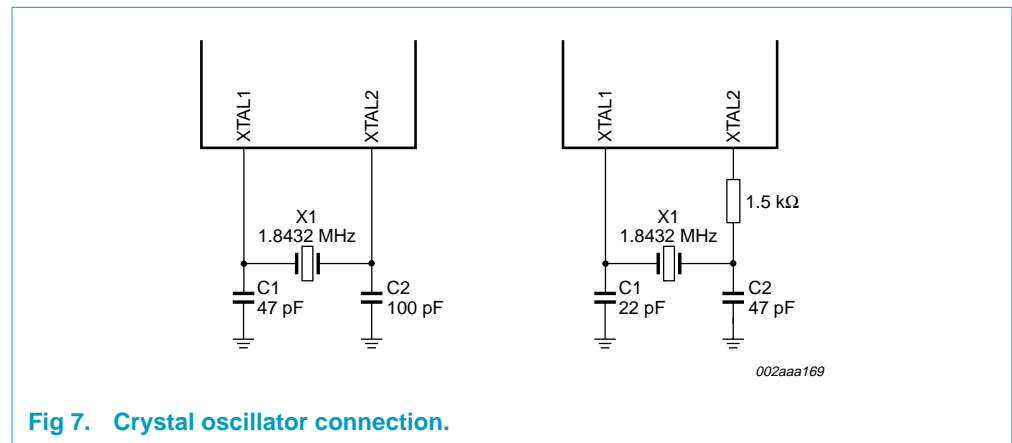 XTAL1
XTAL2
X1
1.8432 MHz
C1
47 pF
C2
100 pF
XTAL1
XTAL2
1.5 kΩ
X1
1.8432 MHz
C1
22 pF
C2
47 pF
002aaa169
Fig 7. Crystal oscillator connection.